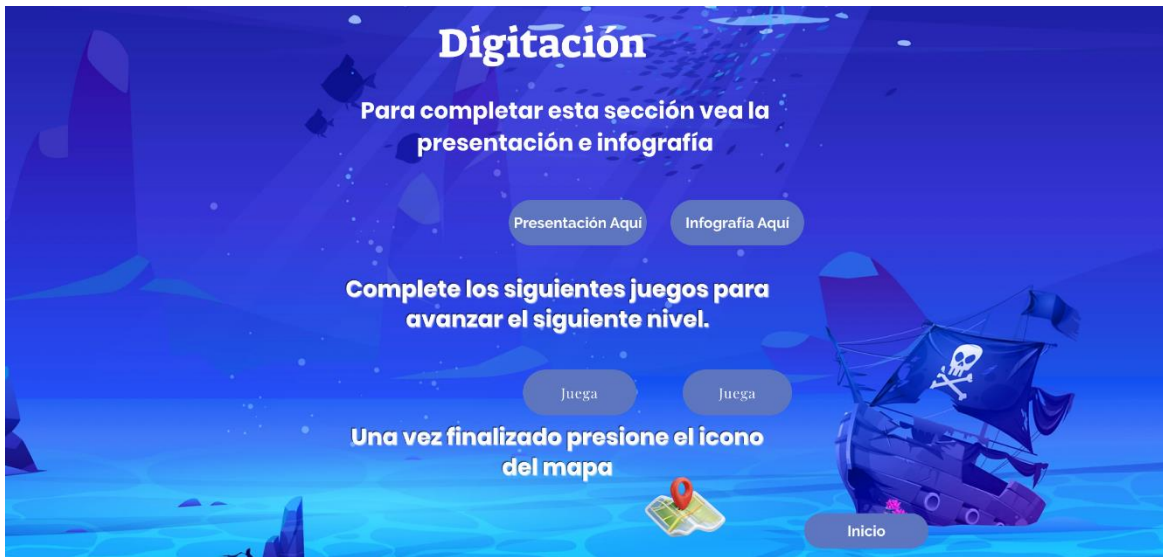 Digitación
Para completar esta sección vea la
presentación e infografía
Presentación Aquí
Infografía Aquí
Complete los siguientes juegos para
avanzar el siguiente nivel.
Juega
Juega
Una vez finalizado presione el icono
del mapa
Inicio